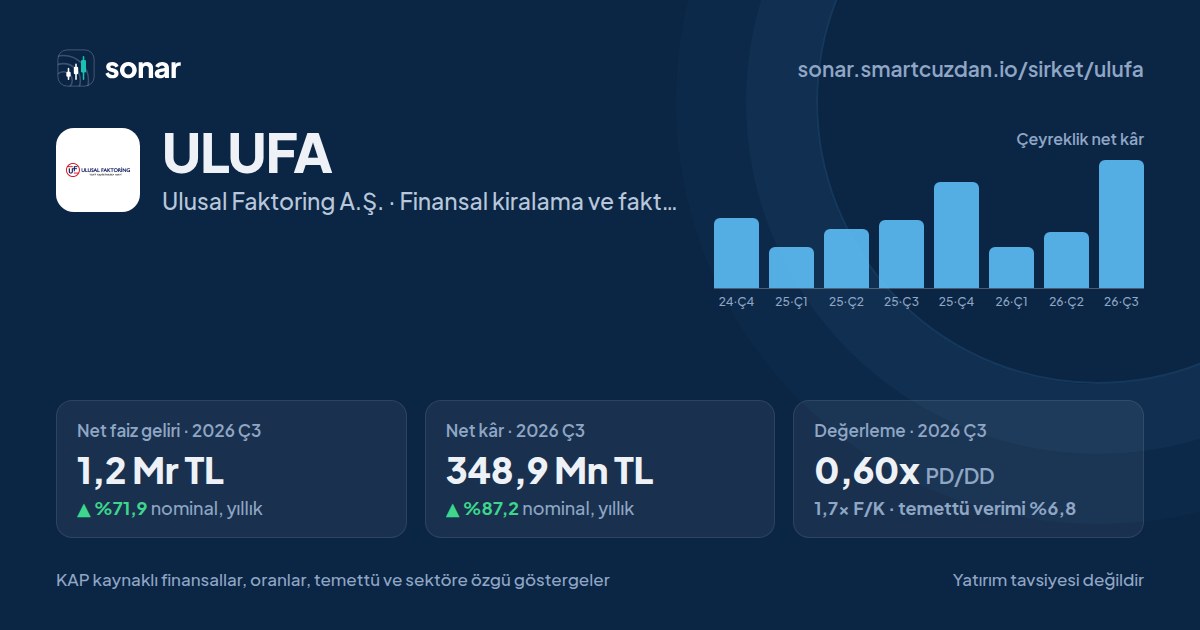 sonar
sonar.smartcuzdan.io/sirket/ulufa
UF ULUSAL FAKTORİNG
ULUFA
Ulusal Faktoring A.Ş. · Finansal kiralama ve fakt...
Çeyreklik net kâr
24·Ç4 25·Ç1 25·Ç2 25·Ç3 25·Ç4 26·Ç1 26·Ç2 26·Ç3
Net faiz geliri · 2026 Ç3
1,2 Mr TL
▲ %71,9 nominal, yıllık
Net kâr · 2026 Ç3
348,9 Mn TL
▲ %87,2 nominal, yıllık
Değerleme · 2026 Ç3
0,60x PD/DD
1,7× F/K · temettü verimi %6,8
KAP kaynaklı finansallar, oranlar, temettü ve sektöre özgü göstergeler
Yatırım tavsiyesi değildir